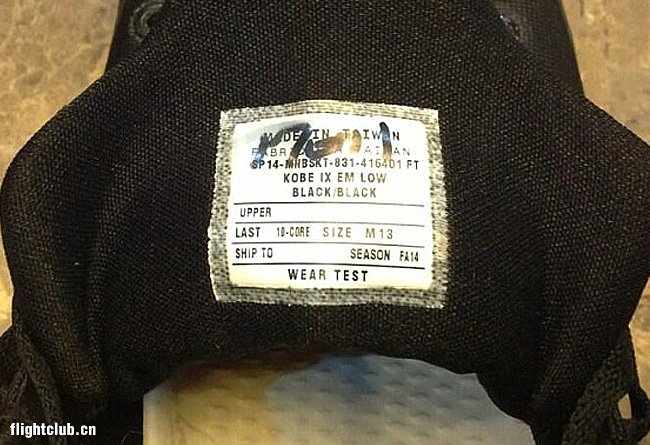 MADE IN TAIWAN
SP14-MNBSKT-831-416401 FT
KOBE IX EM LOW
BLACK/BLACK
UPPER
LAST 10-CORE SIZE M13
SHIP TO SEASON FA14
WEAR TEST
flightclub.cn